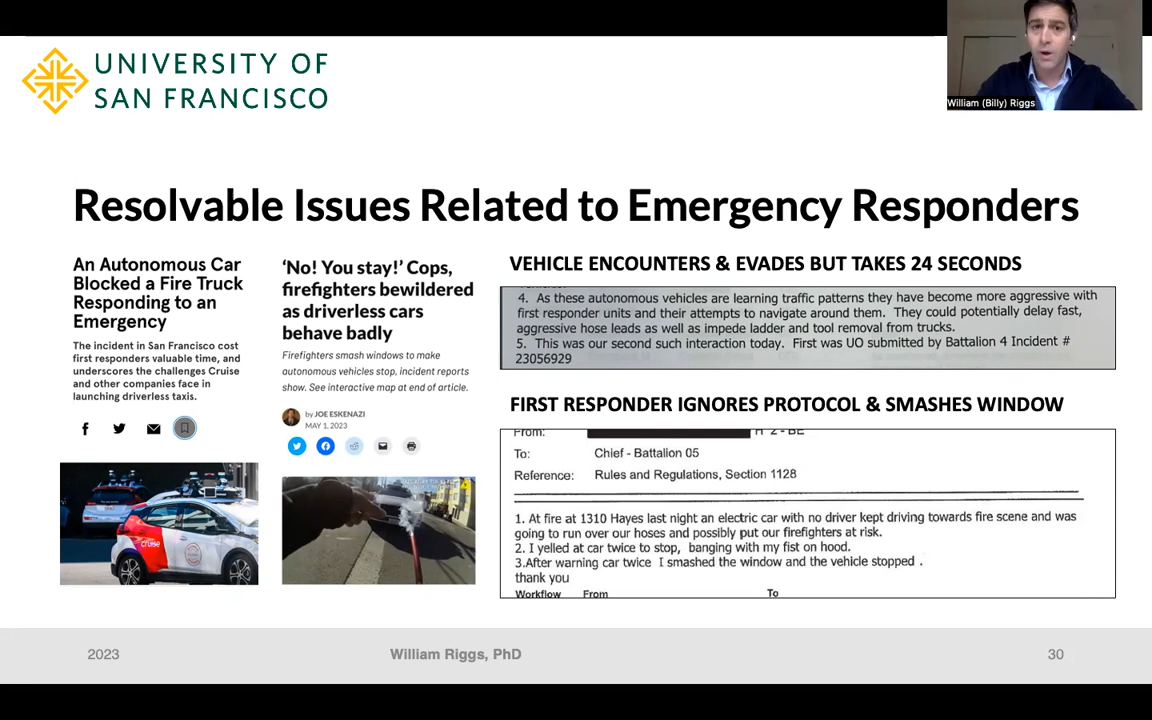 UNIVERSITY OF
SAN FRANCISCO
William (Billy) Riggs
Resolvable Issues Related to Emergency Responders
An Autonomous Car
Blocked a Fire Truck
Responding to an
Emergency
The incident in San Francisco cost
first responders valuable time, and
underscores the challenges Cruise
and other companies face in
launching driverless taxis.
‘No! You stay!’ Cops,
firefighters bewildered
as driverless cars
behave badly
Firefighters smash windows to make
autonomous vehicles stop, incident reports
show. See interactive map at end of article.
by JOE ESKENAZI
MAY 1, 2023
cruise
VEHICLE ENCOUNTERS & EVADES BUT TAKES 24 SECONDS
4. As these autonomous vehicles are learning traffic patterns they have become more aggressive with
first responder units and their attempts to navigate around them. They could potentially delay fast,
aggressive hose leads as well as impede ladder and tool removal from trucks.
5. This was our second such interaction today. First was UO submitted by Battalion 4 Incident #
23056929
FIRST RESPONDER IGNORES PROTOCOL & SMASHES WINDOW
From:
To: Chief - Battalion 05
Reference: Rules and Regulations, Section 1128
1. At fire at 1310 Hayes last night an electric car with no driver kept driving towards fire scene and was
going to run over our hoses and possibly put our firefighters at risk.
2. I yelled at car twice to stop, banging with my fist on hood.
3.After warning car twice I smashed the window and the vehicle stopped .
thank you
Workflow From To
2023 William Riggs, PhD 30